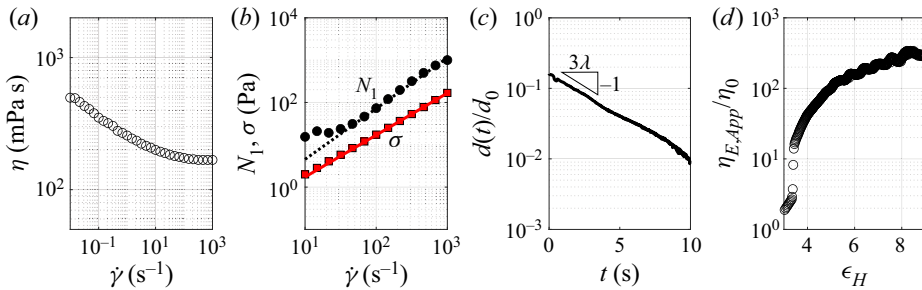 (a)
η (mPa s)
10³
10²
10⁻¹ 10¹ 10³
γ̇ (s⁻¹)
(b)
N₁, σ (Pa)
10⁴
10²
10⁰
N₁
σ
10¹ 10² 10³
γ̇ (s⁻¹)
(c)
d(t)/d₀
10⁰
10⁻¹
10⁻²
10⁻³
3λ
−1
0 5 10
t (s)
(d)
η_{E,App}/η₀
10³
10²
10¹
10⁰
4 6 8
ϵ_H